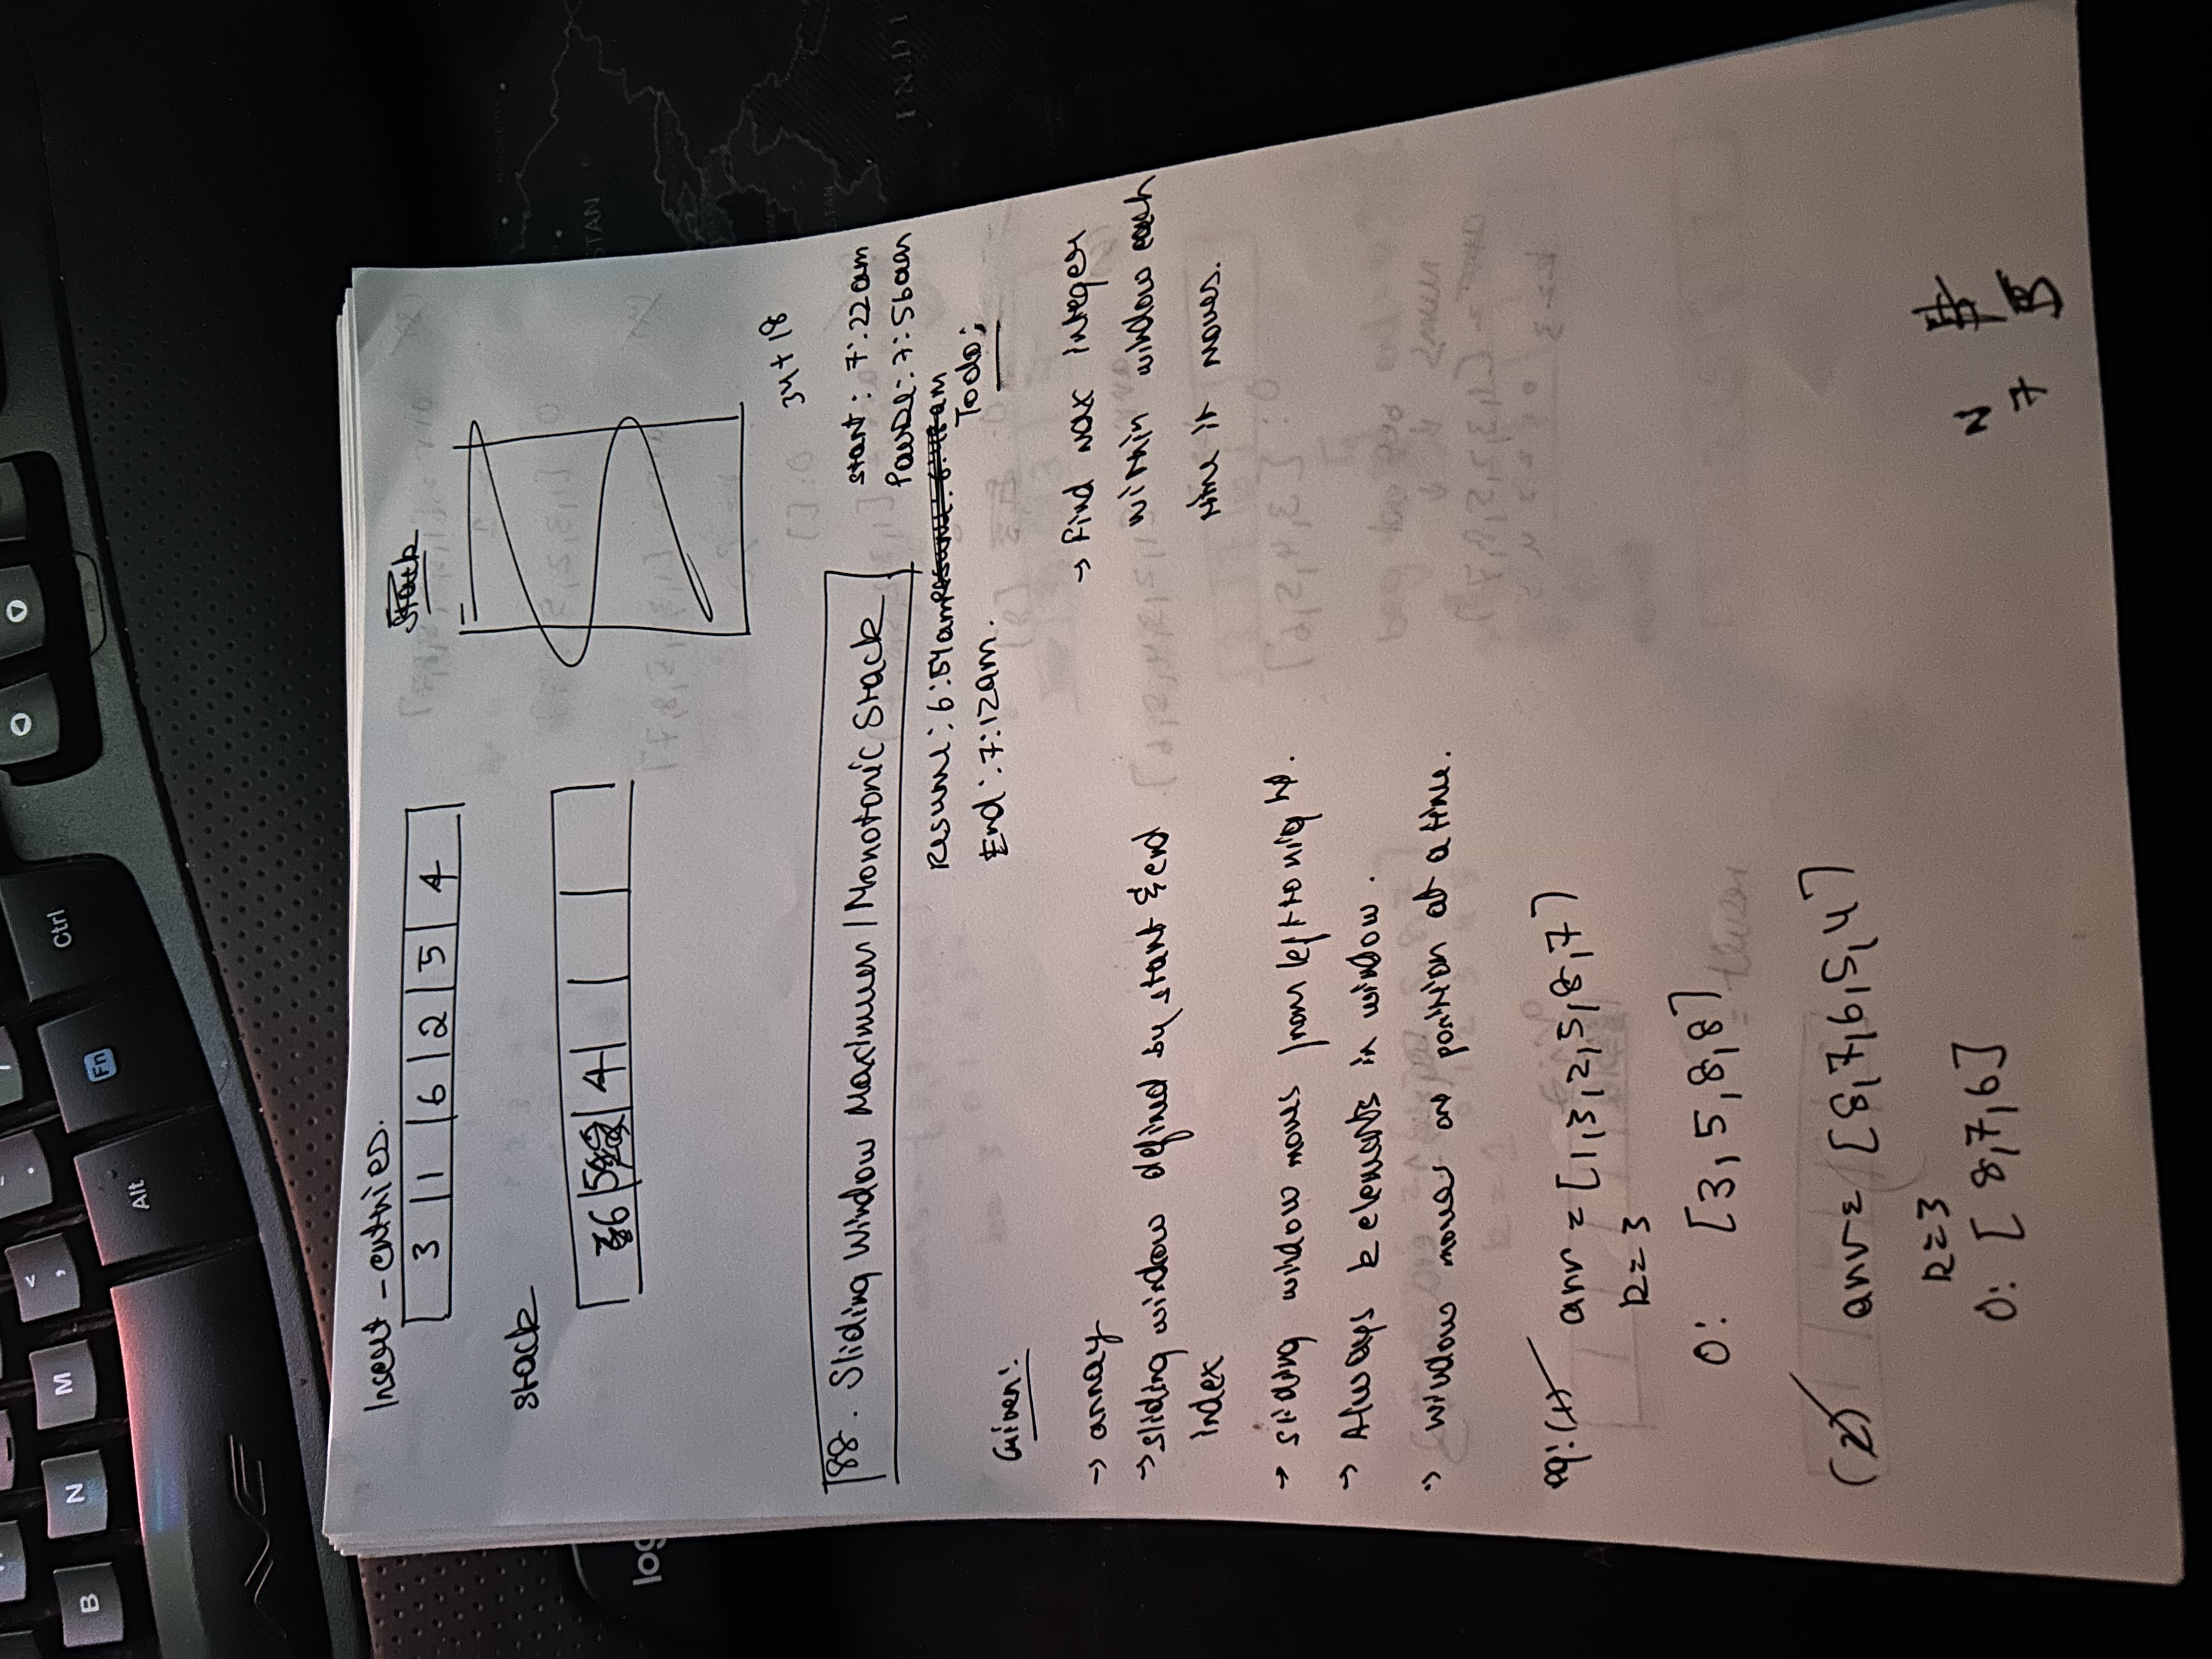 B N M < ,
Alt Fn Ctrl
Insert - entries.
3 1 6 2 5 4
Stack
stack
6 5 4
34 + 18
88. Sliding Window Maximum / Monotonic Stack
start: 7:22am
Pause: 7:56am
Resume: 6:54am
End: 7:12am.
Todo:
Given:
→ array
→ sliding window defined by start & end
index
→ sliding window moves from left to right.
→ Always k elements in window.
→ window moves one position at a time.
→ Find max integer
within window each
time it moves.
eg: (1) arr = [1,3,2,5,8,7]
k = 3
O: [3,5,8,8]
(2) arr = [8,7,6,5,4]
k = 3
O: [8,7,6]
N
7 B
log
STAN
INDI